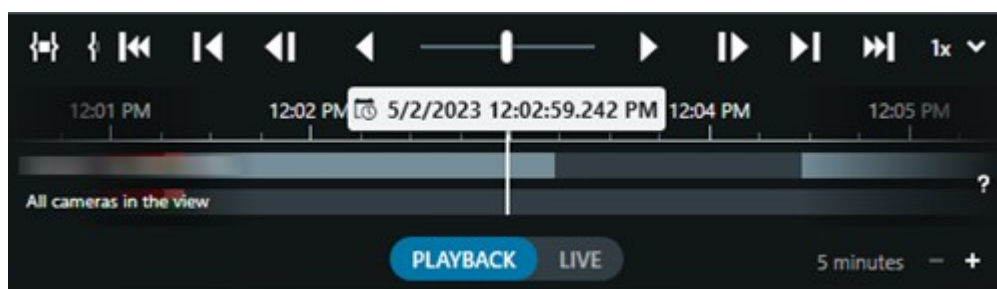 1x
12:01 PM 12:02 PM 5/2/2023 12:02:59.242 PM 12:04 PM 12:05 PM
?
All cameras in the view
PLAYBACK LIVE 5 minutes − +